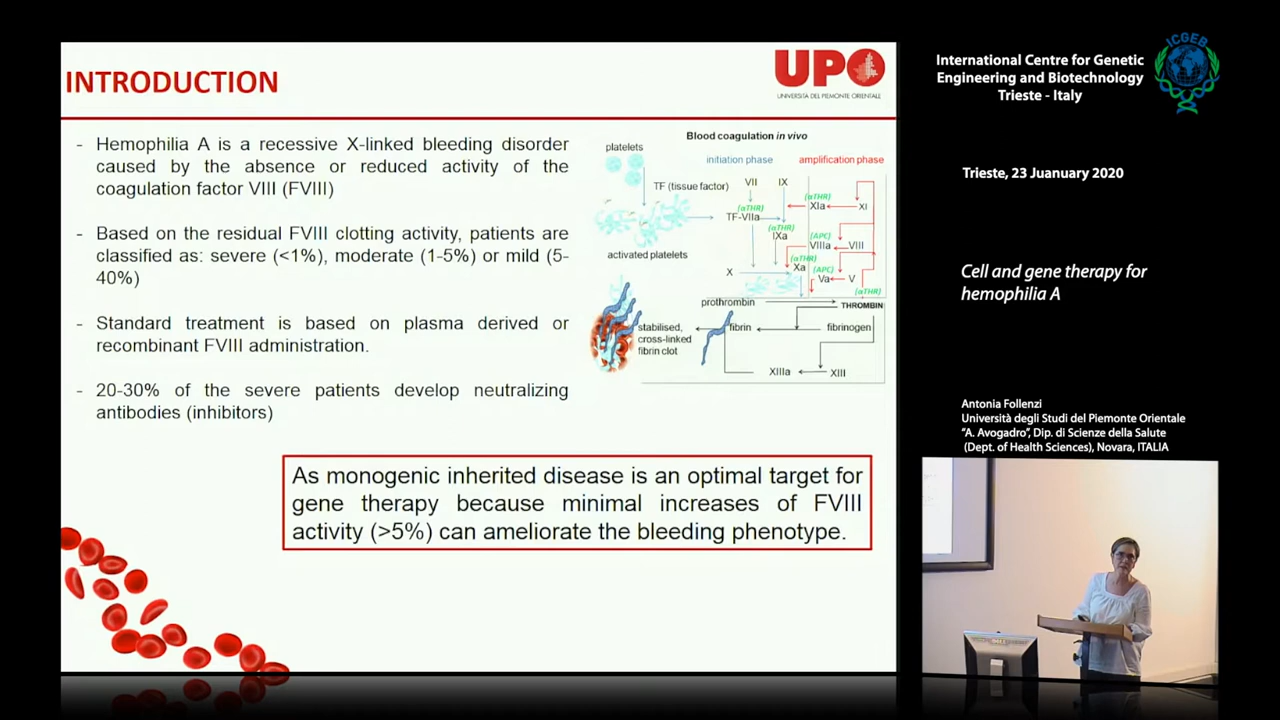 INTRODUCTION
UPO
UNIVERSITÀ DEL PIEMONTE ORIENTALE
- Hemophilia A is a recessive X-linked bleeding disorder
caused by the absence or reduced activity of the
coagulation factor VIII (FVIII)
- Based on the residual FVIII clotting activity, patients are
classified as: severe (<1%), moderate (1-5%) or mild (5-
40%)
- Standard treatment is based on plasma derived or
recombinant FVIII administration.
- 20-30% of the severe patients develop neutralizing
antibodies (inhibitors)
Blood coagulation in vivo
platelets
initiation phase
amplification phase
TF (tissue factor)
VII
IX
(αTHR)
XIa
XI
(αTHR)
TF-VIIa
(αTHR)
IXa
(APC)
VIIIa
VIII
activated platelets
(αTHR)
X
Xa
(APC)
Va
V
(αTHR)
prothrombin
THROMBIN
stabilised,
cross-linked
fibrin clot
fibrin
fibrinogen
XIIIa
XIII
As monogenic inherited disease is an optimal target for
gene therapy because minimal increases of FVIII
activity (>5%) can ameliorate the bleeding phenotype.
International Centre for Genetic
Engineering and Biotechnology
Trieste - Italy
ICGEB
Trieste, 23 Juanuary 2020
Cell and gene therapy for
hemophilia A
Antonia Follenzi
Università degli Studi del Piemonte Orientale
“A. Avogadro”, Dip. di Scienze della Salute
(Dept. of Health Sciences), Novara, ITALIA